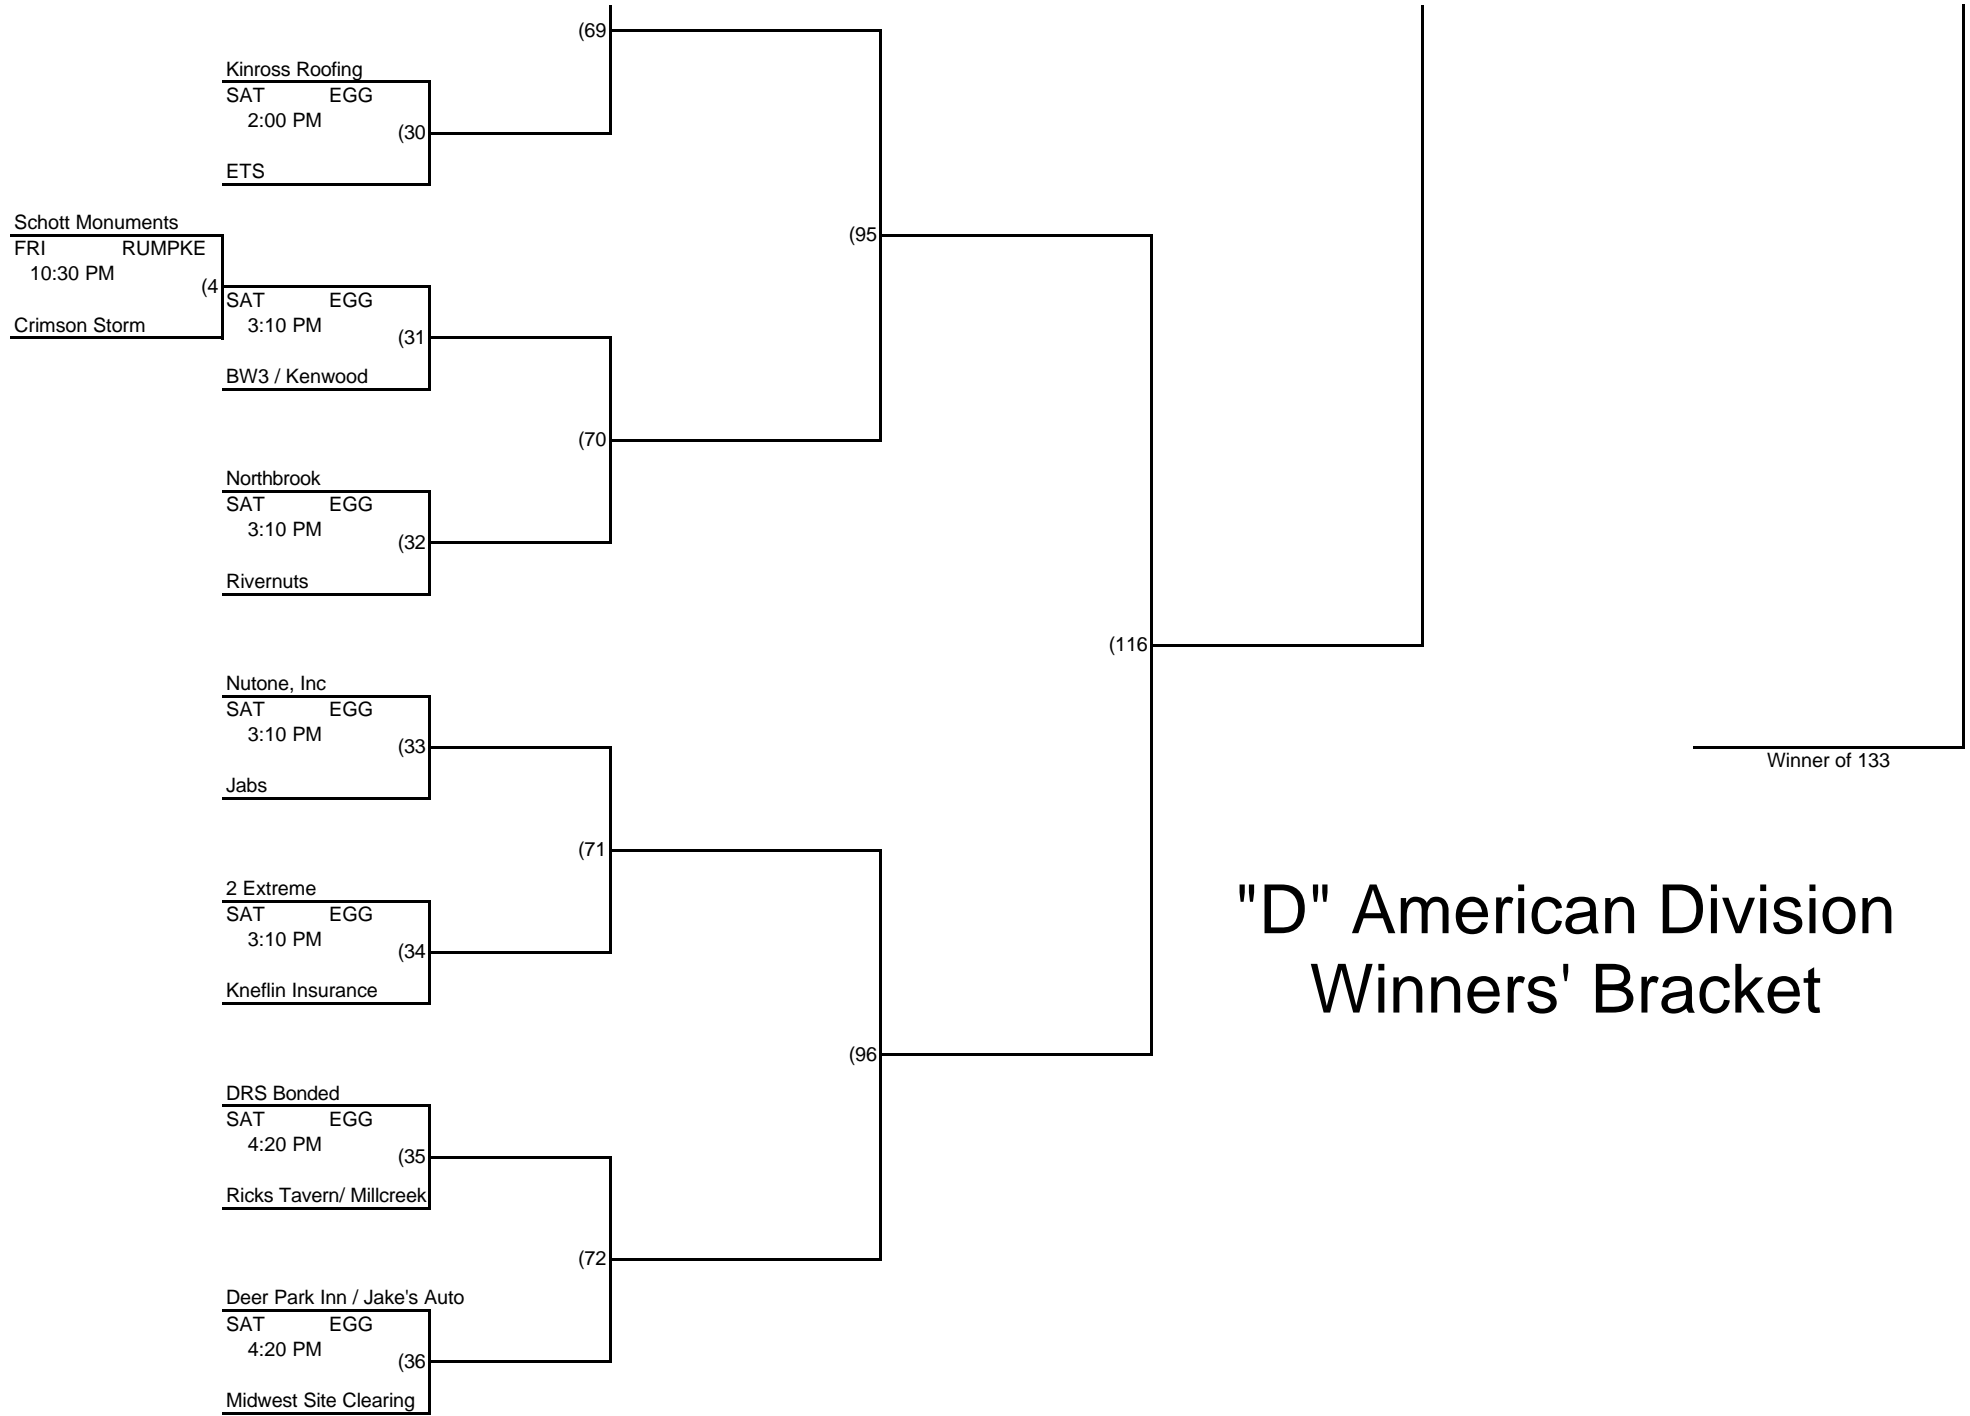 (69
Kinross Roofing
SAT EGG
2:00 PM
(30
ETS
Schott Monuments
FRI RUMPKE
10:30 PM
(4
Crimson Storm
(95
SAT EGG
3:10 PM
(31
BW3 / Kenwood
(70
Northbrook
SAT EGG
3:10 PM
(32
Rivernuts
(116
Nutone, Inc
SAT EGG
3:10 PM
(33
Jabs
Winner of 133
(71
2 Extreme
SAT EGG
3:10 PM
(34
Kneflin Insurance
"D" American Division
Winners' Bracket
(96
DRS Bonded
SAT EGG
4:20 PM
(35
Ricks Tavern/ Millcreek
(72
Deer Park Inn / Jake's Auto
SAT EGG
4:20 PM
(36
Midwest Site Clearing